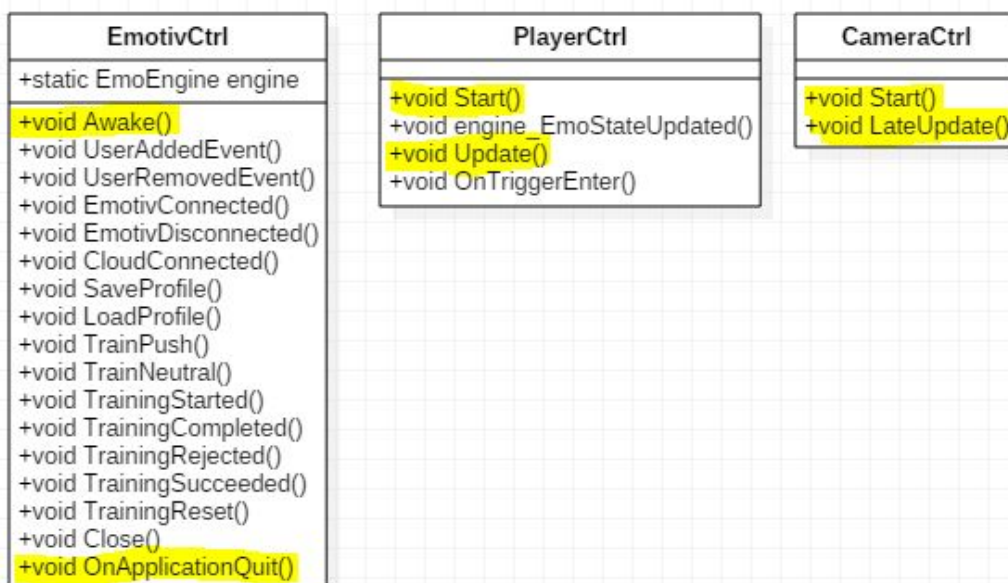 EmotivCtrl
+static EmoEngine engine
+void Awake()
+void UserAddedEvent()
+void UserRemovedEvent()
+void EmotivConnected()
+void EmotivDisconnected()
+void CloudConnected()
+void SaveProfile()
+void LoadProfile()
+void TrainPush()
+void TrainNeutral()
+void TrainingStarted()
+void TrainingCompleted()
+void TrainingRejected()
+void TrainingSucceeded()
+void TrainingReset()
+void Close()
+void OnApplicationQuit()
PlayerCtrl
+void Start()
+void engine_EmoStateUpdated()
+void Update()
+void OnTriggerEnter()
CameraCtrl
+void Start()
+void LateUpdate()